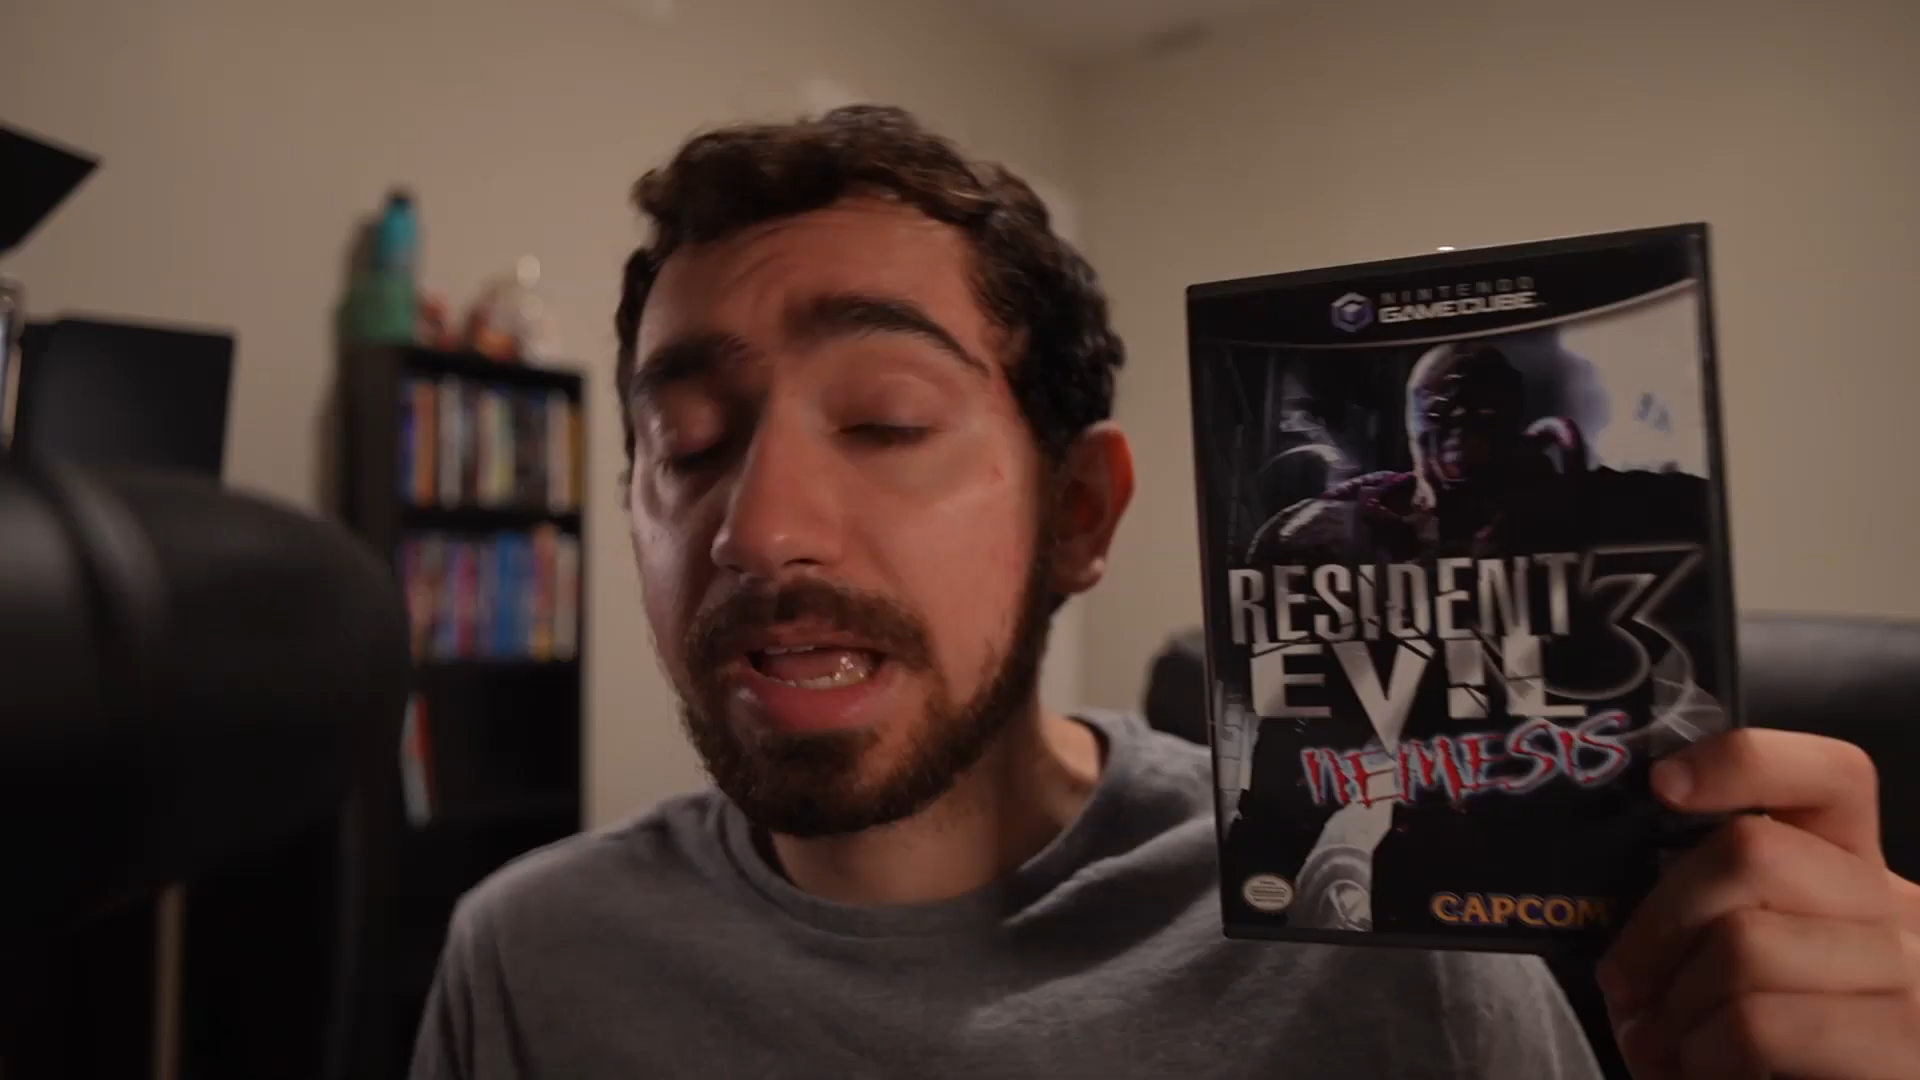 NINTENDO
GAMECUBE
RESIDENT
EVIL 3
NEMESIS
CAPCOM